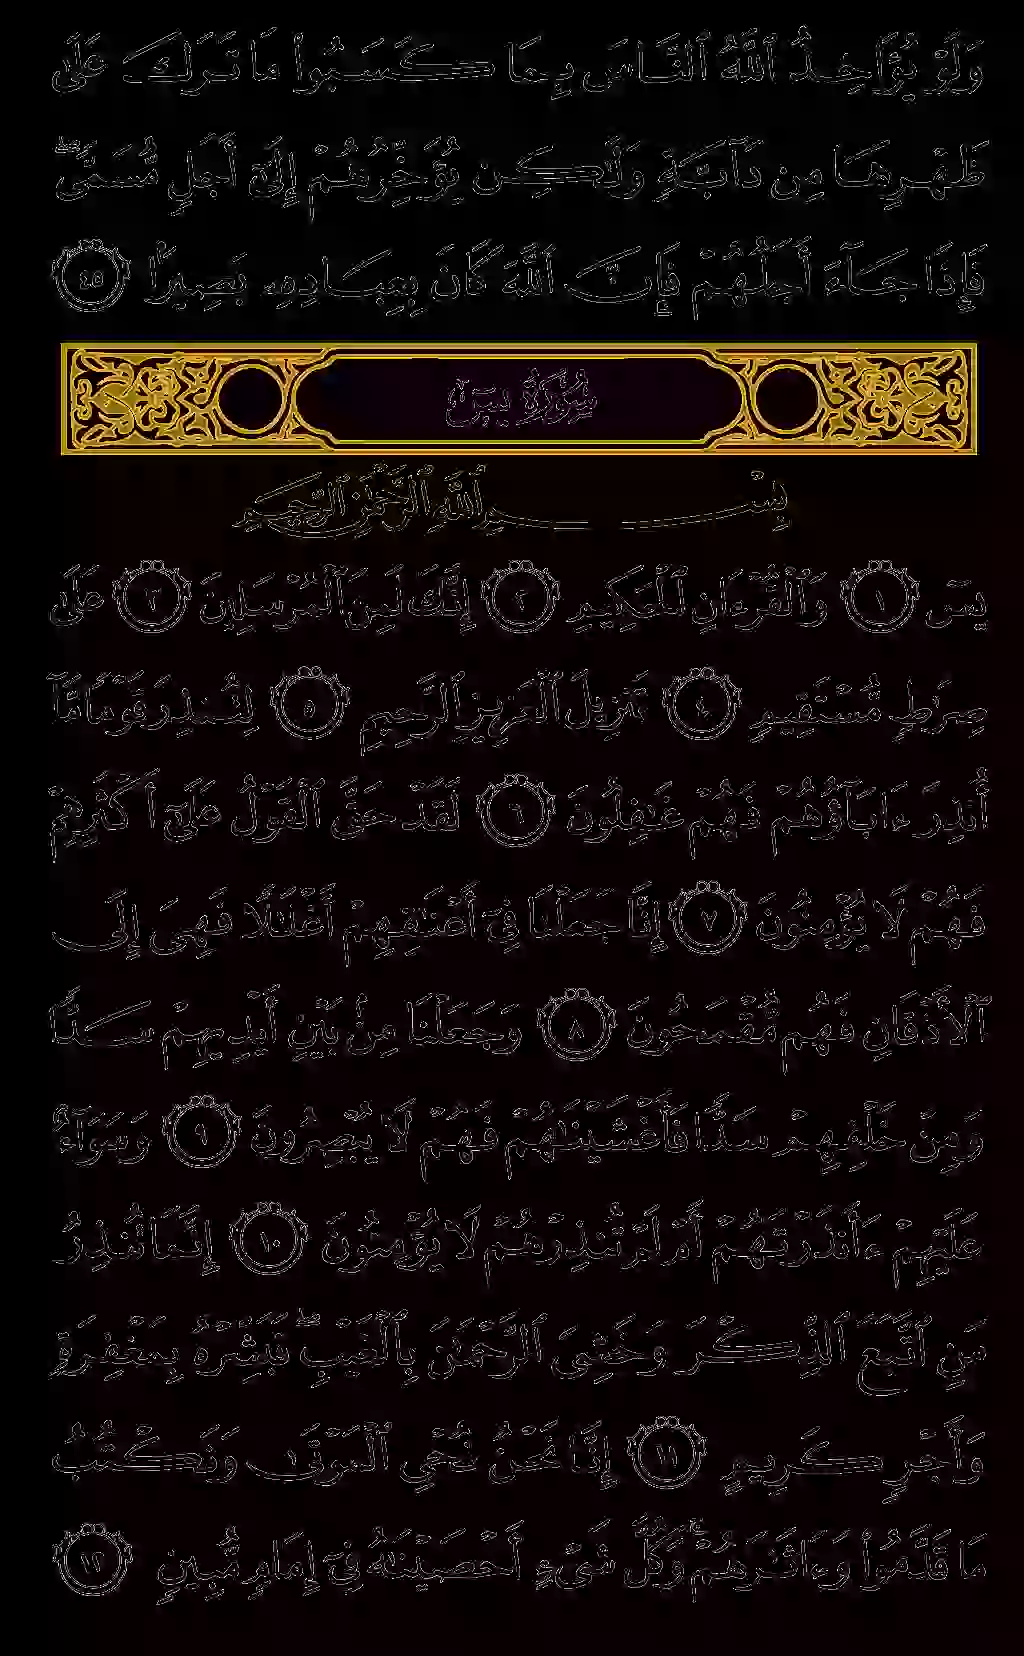 وَلَوْ يُؤَاخِذُ ٱللَّهُ ٱلنَّاسَ بِمَا كَسَبُوا۟ مَا تَرَكَ عَلَىٰ
ظَهْرِهَا مِن دَآبَّةٍ وَلَٰكِن يُؤَخِّرُهُمْ إِلَىٰٓ أَجَلٍ مُّسَمًّى ۖ
فَإِذَا جَآءَ أَجَلُهُمْ فَإِنَّ ٱللَّهَ كَانَ بِعِبَادِهِۦ بَصِيرًۢا ٤٥
سُورَةُ يسٓ
بِسْمِ ٱللَّهِ ٱلرَّحْمَٰنِ ٱلرَّحِيمِ
يسٓ ١ وَٱلْقُرْءَانِ ٱلْحَكِيمِ ٢ إِنَّكَ لَمِنَ ٱلْمُرْسَلِينَ ٣ عَلَىٰ
صِرَٰطٍ مُّسْتَقِيمٍ ٤ تَنزِيلَ ٱلْعَزِيزِ ٱلرَّحِيمِ ٥ لِتُنذِرَ قَوْمًا مَّآ
أُنذِرَ ءَابَآؤُهُمْ فَهُمْ غَٰفِلُونَ ٦ لَقَدْ حَقَّ ٱلْقَوْلُ عَلَىٰٓ أَكْثَرِهِمْ
فَهُمْ لَا يُؤْمِنُونَ ٧ إِنَّا جَعَلْنَا فِىٓ أَعْنَٰقِهِمْ أَغْلَٰلًا فَهِىَ إِلَى
ٱلْأَذْقَانِ فَهُم مُّقْمَحُونَ ٨ وَجَعَلْنَا مِنۢ بَيْنِ أَيْدِيهِمْ سَدًّا
وَمِنْ خَلْفِهِمْ سَدًّا فَأَغْشَيْنَٰهُمْ فَهُمْ لَا يُبْصِرُونَ ٩ وَسَوَآءٌ
عَلَيْهِمْ ءَأَنذَرْتَهُمْ أَمْ لَمْ تُنذِرْهُمْ لَا يُؤْمِنُونَ ١٠ إِنَّمَا تُنذِرُ
مَنِ ٱتَّبَعَ ٱلذِّكْرَ وَخَشِىَ ٱلرَّحْمَٰنَ بِٱلْغَيْبِ ۖ فَبَشِّرْهُ بِمَغْفِرَةٍ
وَأَجْرٍ كَرِيمٍ ١١ إِنَّا نَحْنُ نُحْىِ ٱلْمَوْتَىٰ وَنَكْتُبُ
مَا قَدَّمُوا۟ وَءَاثَٰرَهُمْ ۚ وَكُلَّ شَىْءٍ أَحْصَيْنَٰهُ فِىٓ إِمَامٍ مُّبِينٍ ١٢